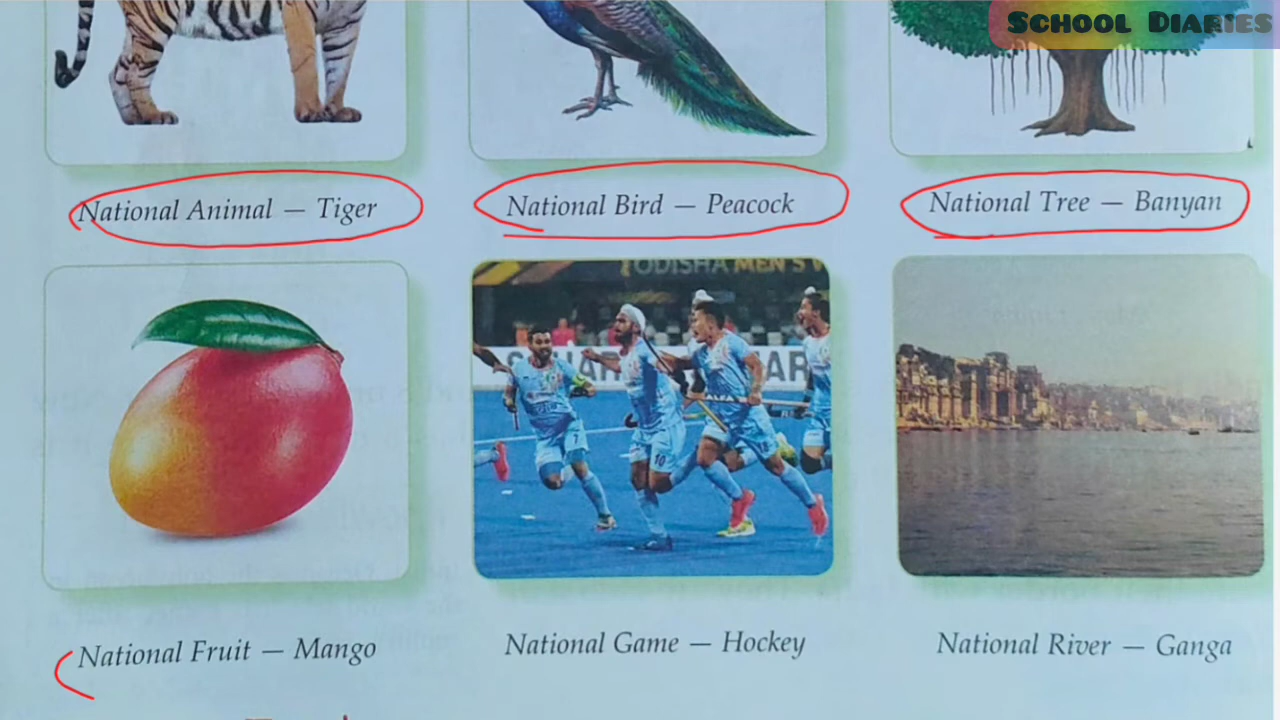 School Diaries
National Animal — Tiger
National Bird — Peacock
National Tree — Banyan
ODISHA MEN'S
National Fruit — Mango
National Game — Hockey
National River — Ganga